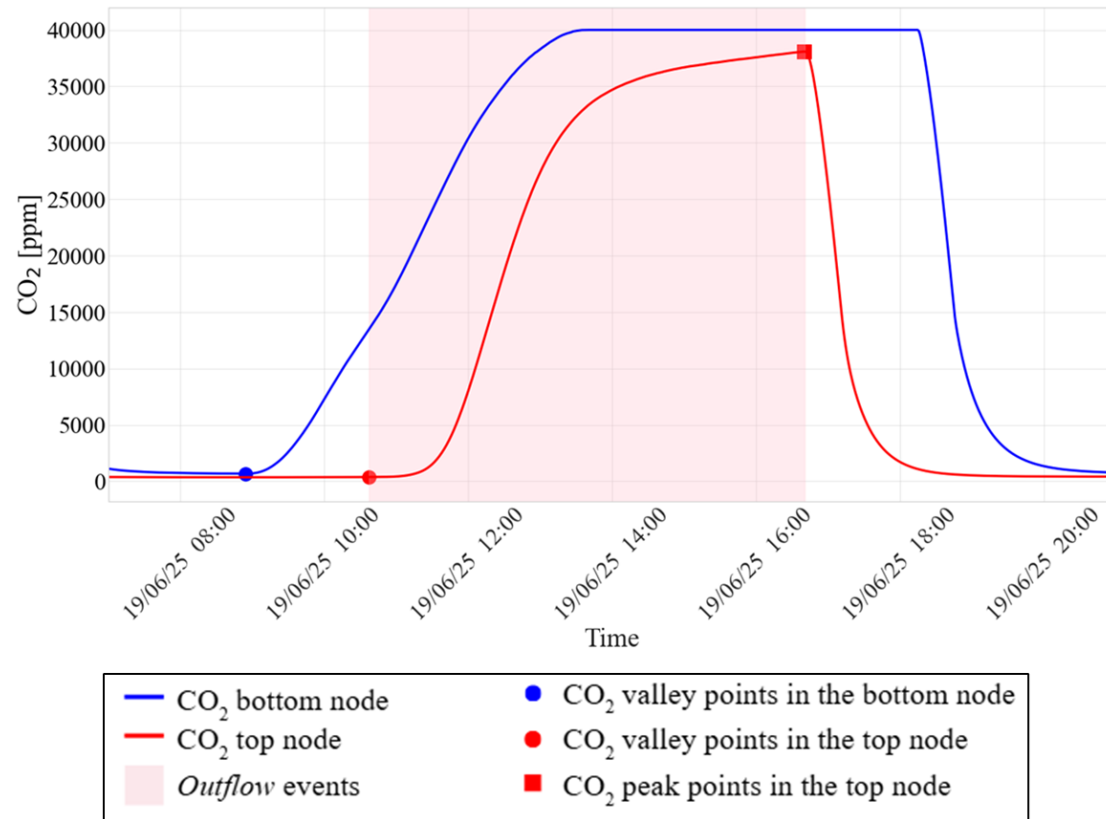 40000
35000
30000
25000
20000
15000
10000
5000
0
CO₂ [ppm]
19/06/25 08:00
19/06/25 10:00
19/06/25 12:00
19/06/25 14:00
19/06/25 16:00
19/06/25 18:00
19/06/25 20:00
Time
CO₂ bottom node
CO₂ top node
Outflow events
CO₂ valley points in the bottom node
CO₂ valley points in the top node
CO₂ peak points in the top node